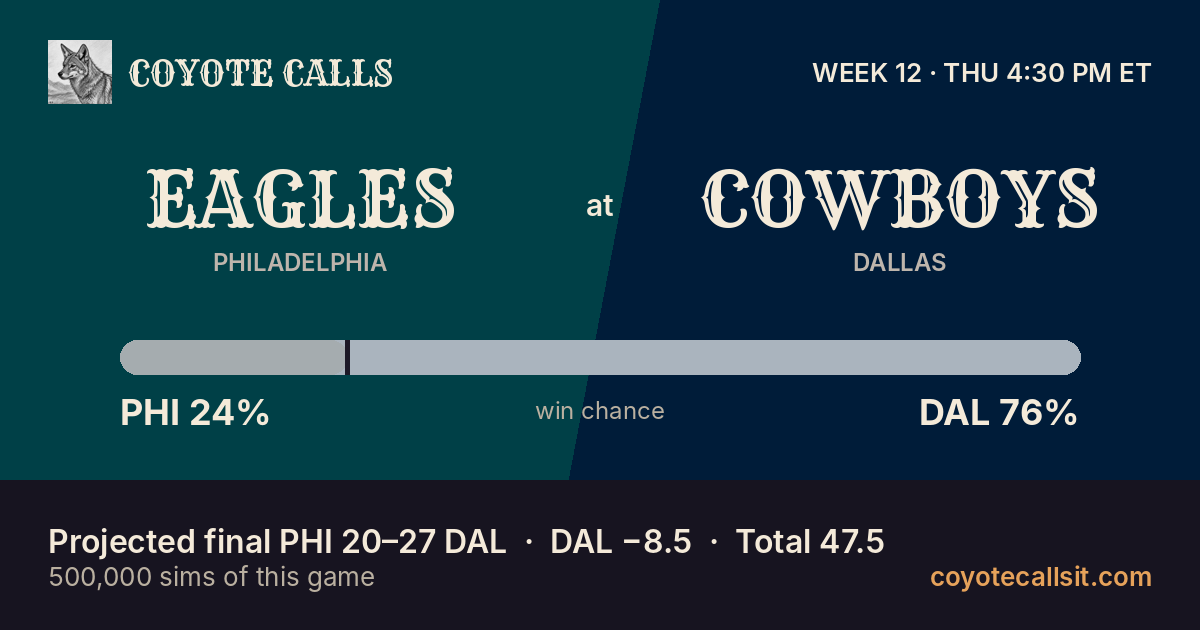 COYOTE CALLS
WEEK 12 · THU 4:30 PM ET
EAGLES at COWBOYS
PHILADELPHIA DALLAS
PHI 24% win chance DAL 76%
Projected final PHI 20–27 DAL · DAL −8.5 · Total 47.5
500,000 sims of this game
coyotecallsit.com